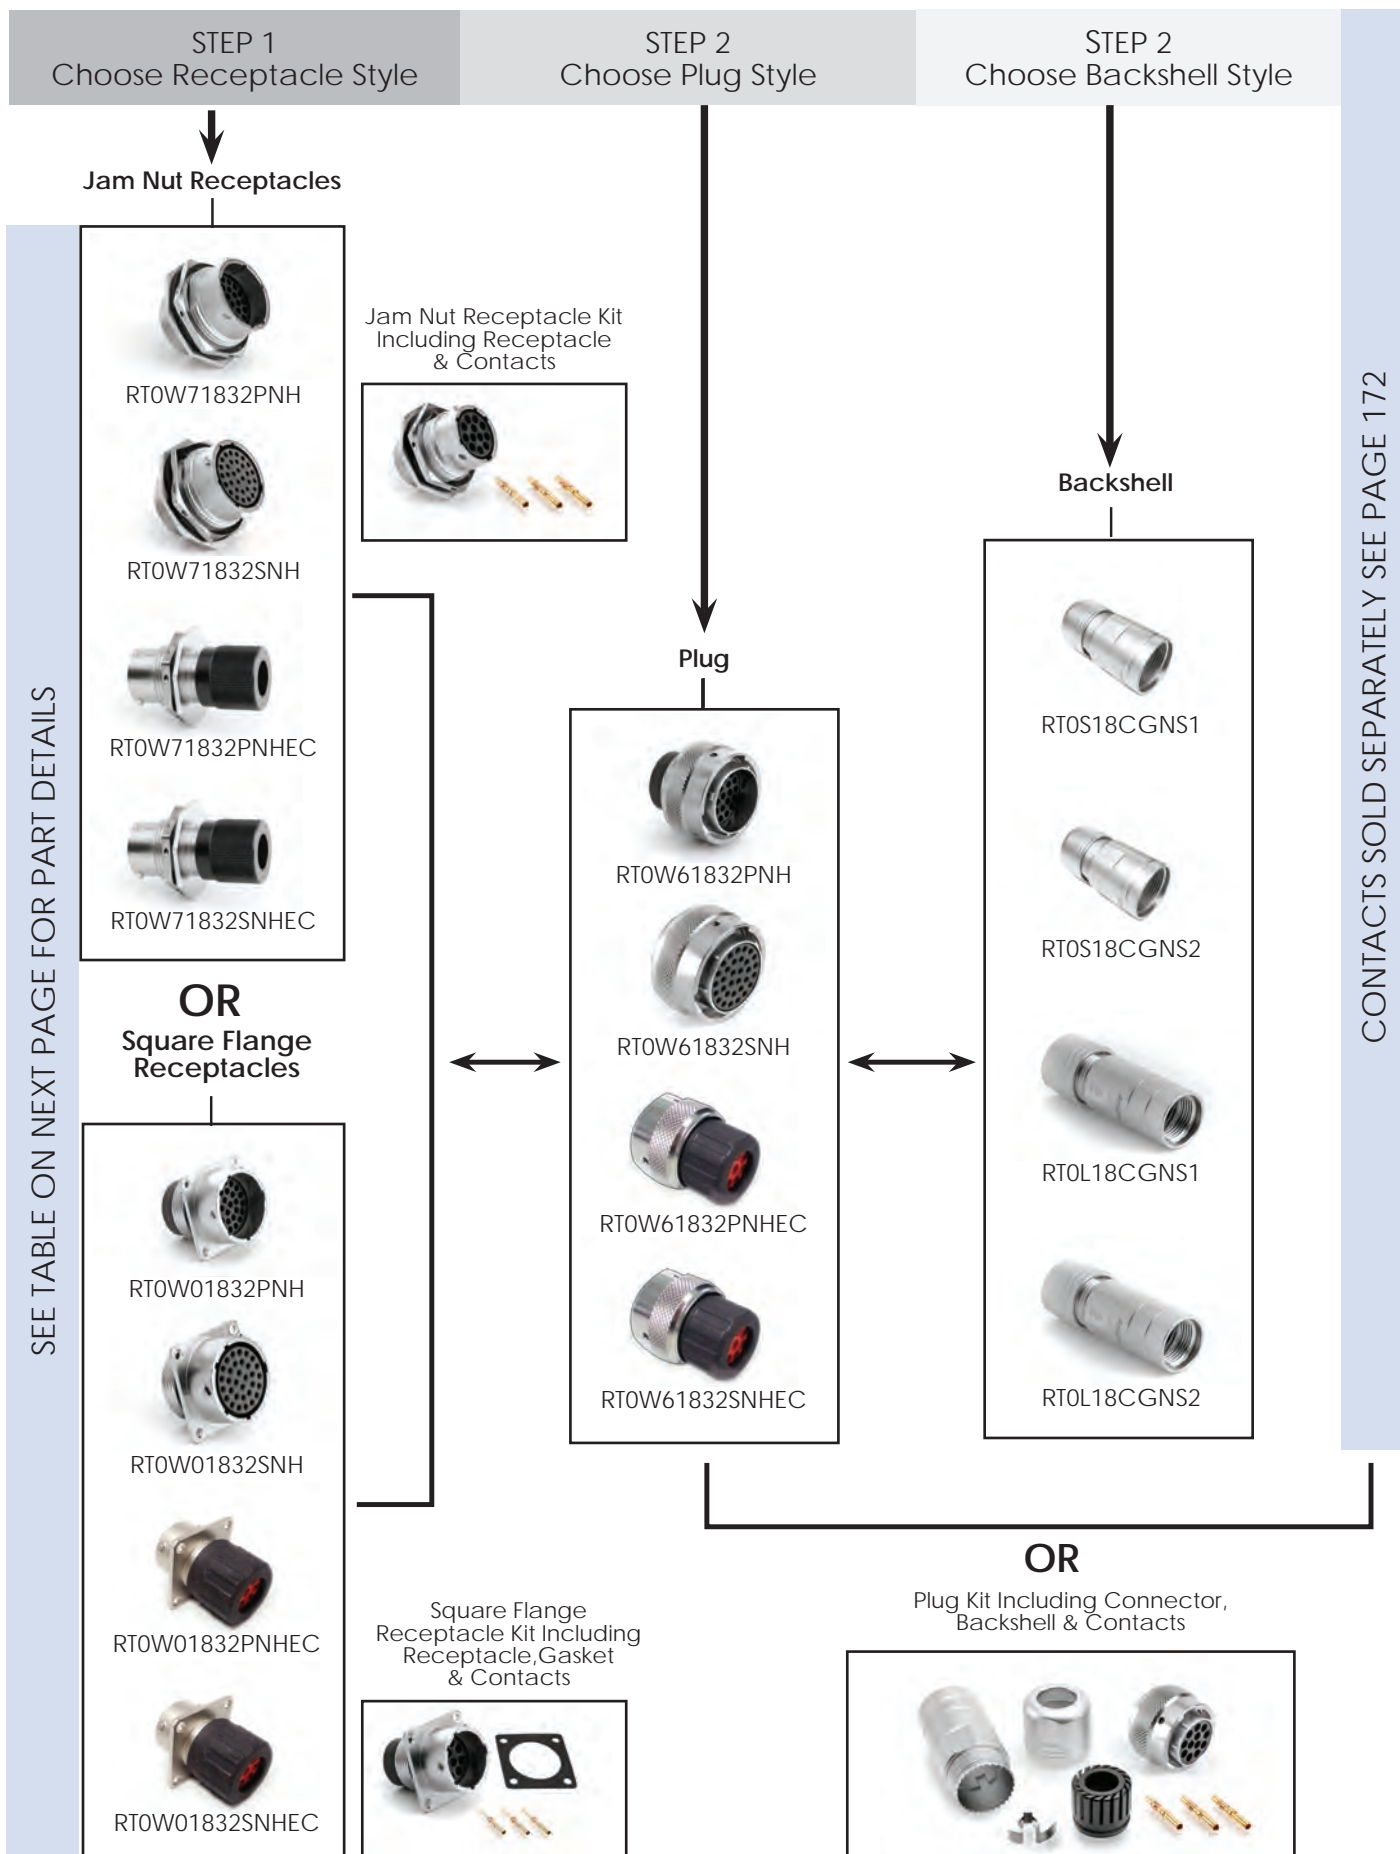 STEP 1
Choose Receptacle Style
STEP 2
Choose Plug Style
STEP 2
Choose Backshell Style
Jam Nut Receptacles
RT0W71832PNH
RT0W71832SNH
RT0W71832PNHEC
RT0W71832SNHEC
Jam Nut Receptacle Kit
Including Receptacle
& Contacts
OR
Square Flange
Receptacles
RT0W01832PNH
RT0W01832SNH
RT0W01832PNHEC
RT0W01832SNHEC
Square Flange
Receptacle Kit Including
Receptacle,Gasket
& Contacts
Plug
RT0W61832PNH
RT0W61832SNH
RT0W61832PNHEC
RT0W61832SNHEC
Backshell
RT0S18CGNS1
RT0S18CGNS2
RT0L18CGNS1
RT0L18CGNS2
OR
Plug Kit Including Connector,
Backshell & Contacts
SEE TABLE ON NEXT PAGE FOR PART DETAILS
CONTACTS SOLD SEPARATELY SEE PAGE 172